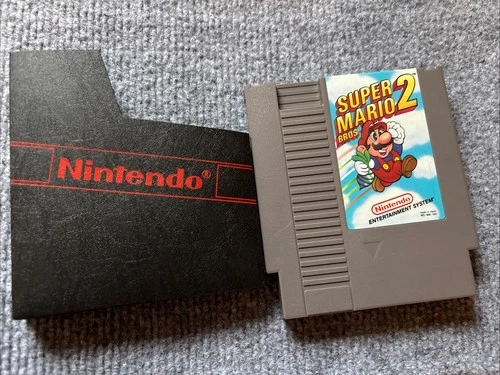 Nintendo®
SUPER
MARIO 2
BROS.
Nintendo
ENTERTAINMENT SYSTEM